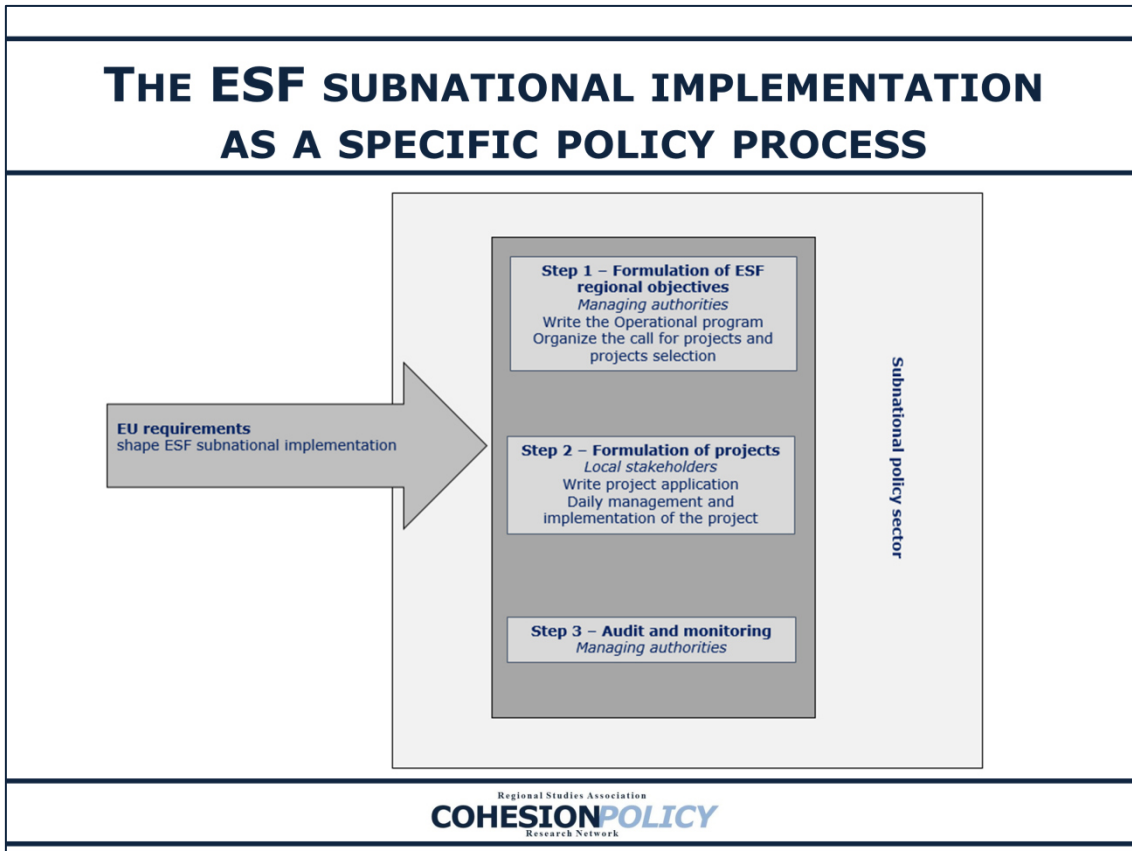 THE ESF SUBNATIONAL IMPLEMENTATION
AS A SPECIFIC POLICY PROCESS
EU requirements
shape ESF subnational implementation
Step 1 – Formulation of ESF
regional objectives
Managing authorities
Write the Operational program
Organize the call for projects and
projects selection
Step 2 – Formulation of projects
Local stakeholders
Write project application
Daily management and
implementation of the project
Step 3 – Audit and monitoring
Managing authorities
Subnational policy sector
Regional Studies Association
COHESIONPOLICY
Research Network